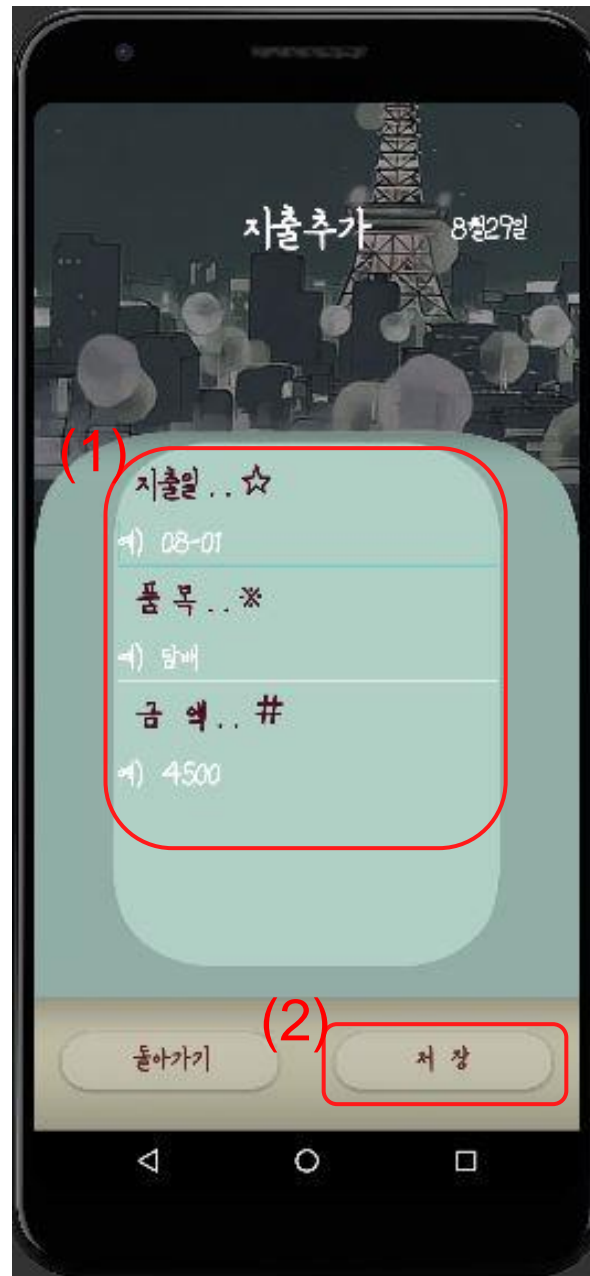 지출추가 8월29일
(1)
지출일..☆
예) 08-01
품 목..※
예) 담배
금 액..#
예) 4500
(2)
돌아가기 저 장